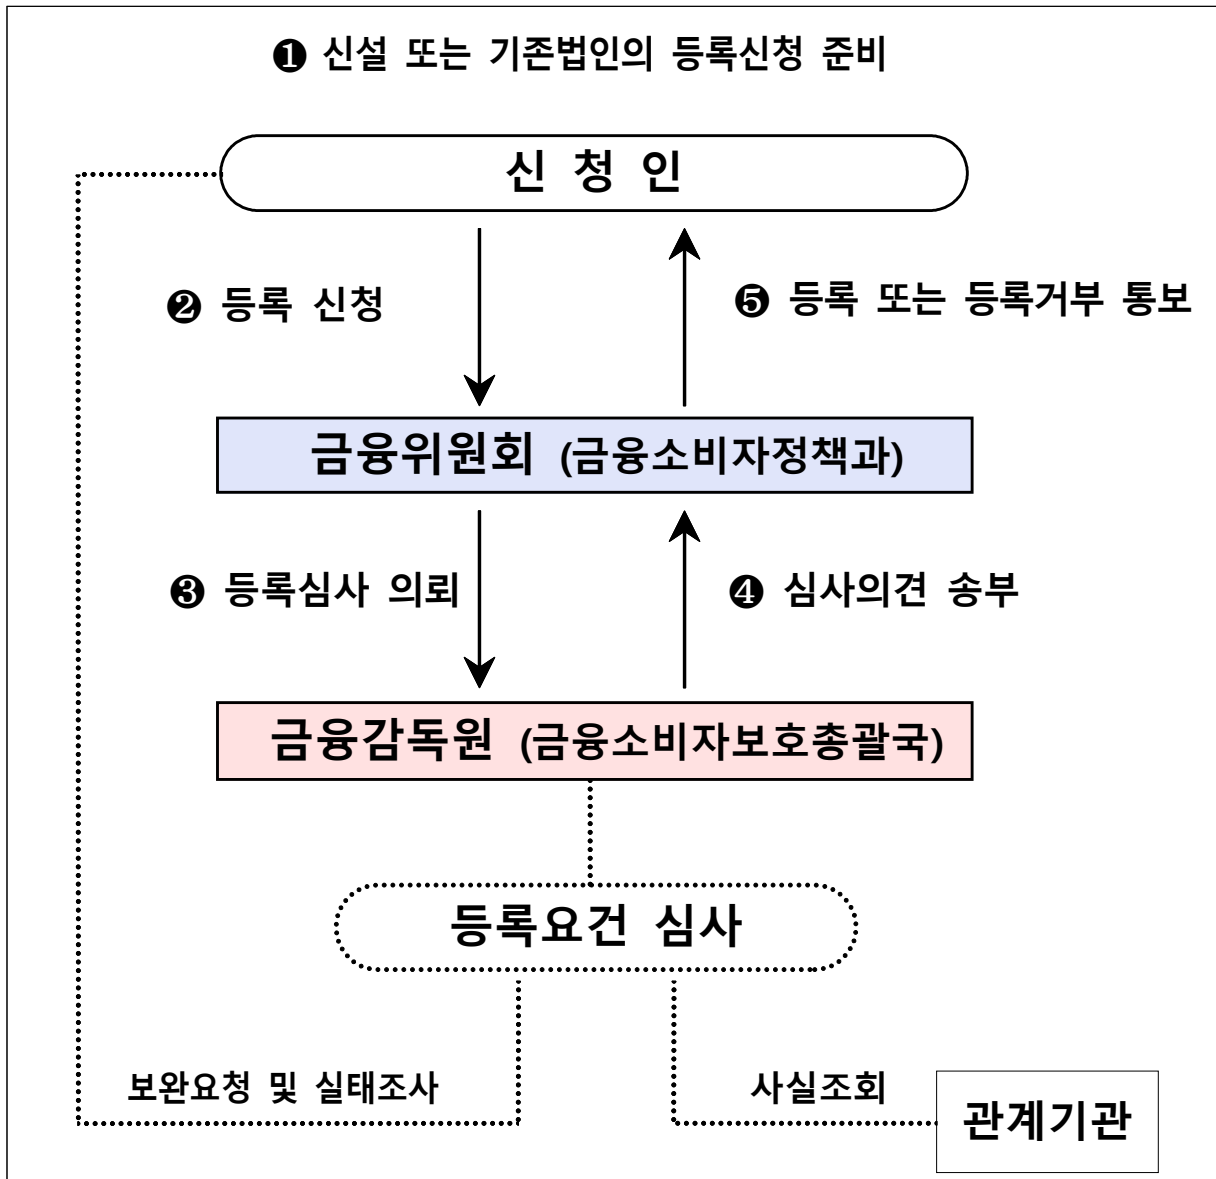 ❶ 신설 또는 기존법인의 등록신청 준비
신 청 인
❷ 등록 신청
❺ 등록 또는 등록거부 통보
금융위원회 (금융소비자정책과)
❸ 등록심사 의뢰
❹ 심사의견 송부
금융감독원 (금융소비자보호총괄국)
등록요건 심사
보완요청 및 실태조사
사실조회
관계기관